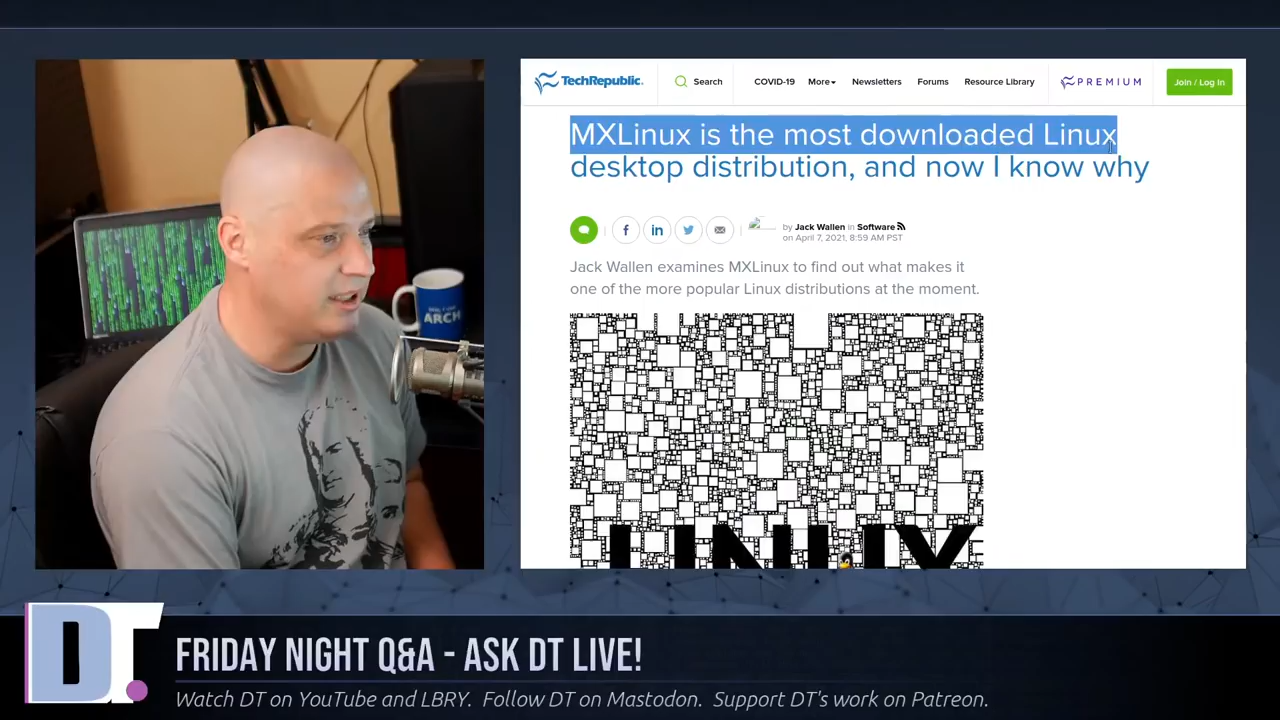 TechRepublic.
Search
COVID-19
More
Newsletters
Forums
Resource Library
PREMIUM
Join / Log In
MXLinux is the most downloaded Linux
desktop distribution, and now I know why
by Jack Wallen in Software
on April 7, 2021, 8:59 AM PST
Jack Wallen examines MXLinux to find out what makes it
one of the more popular Linux distributions at the moment.
LINUX
ARCH
DT.
FRIDAY NIGHT Q&A - ASK DT LIVE!
Watch DT on YouTube and LBRY. Follow DT on Mastodon. Support DT's work on Patreon.